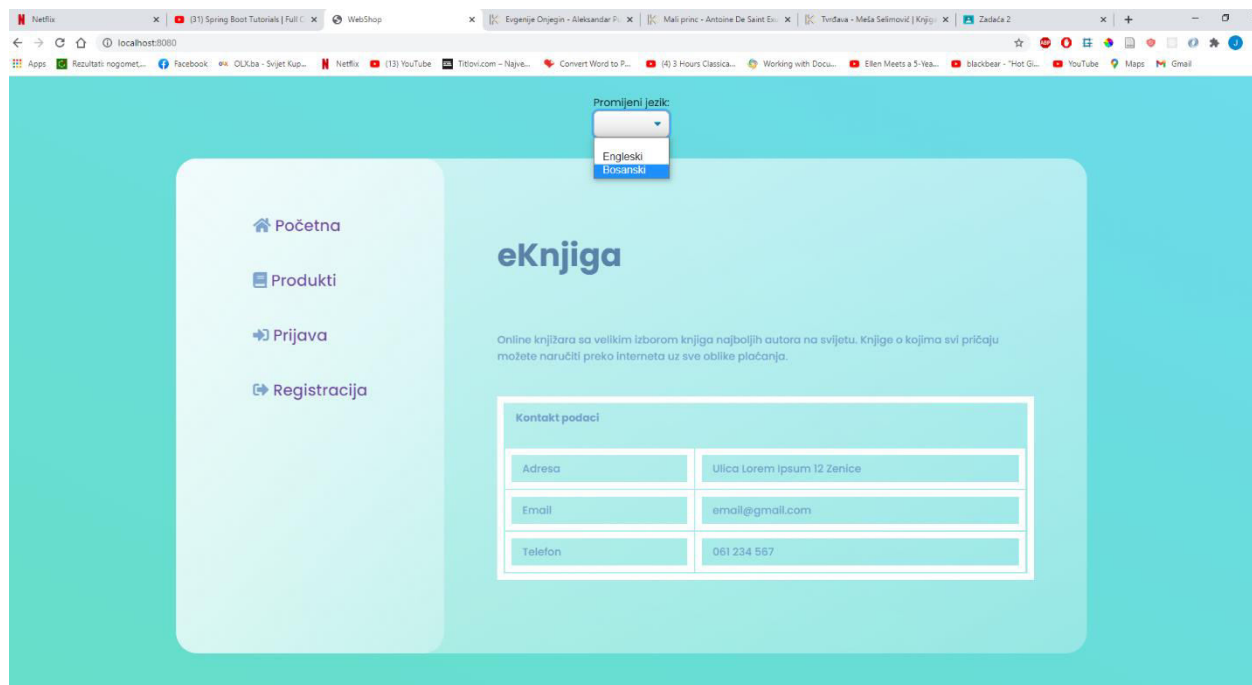 Netflix
(31) Spring Boot Tutorials | Full C
WebShop
Evgenije Onjegin - Aleksandar Pu
Mali princ - Antoine De Saint Exu
Tvrđava - Meša Selimović | Knjig
Zadaća 2
localhost:8080
Apps
Rezultati: nogomet,...
Facebook
OLX.ba - Svijet Kup...
Netflix
(13) YouTube
Titlovi.com – Najve...
Convert Word to P...
(4) 3 Hours Classica...
Working with Docu...
Ellen Meets a 5-Yea...
blackbear - "Hot Gi...
YouTube
Maps
Gmail
Promijeni jezik:
Engleski
Bosanski
Početna
Produkti
Prijava
Registracija
eKnjiga
Online knjižara sa velikim izborom knjiga najboljih autora na svijetu. Knjige o kojima svi pričaju
možete naručiti preko interneta uz sve oblike plaćanja.
Kontakt podaci
Adresa Ulica Lorem Ipsum 12 Zenice
Email email@gmail.com
Telefon 061 234 567